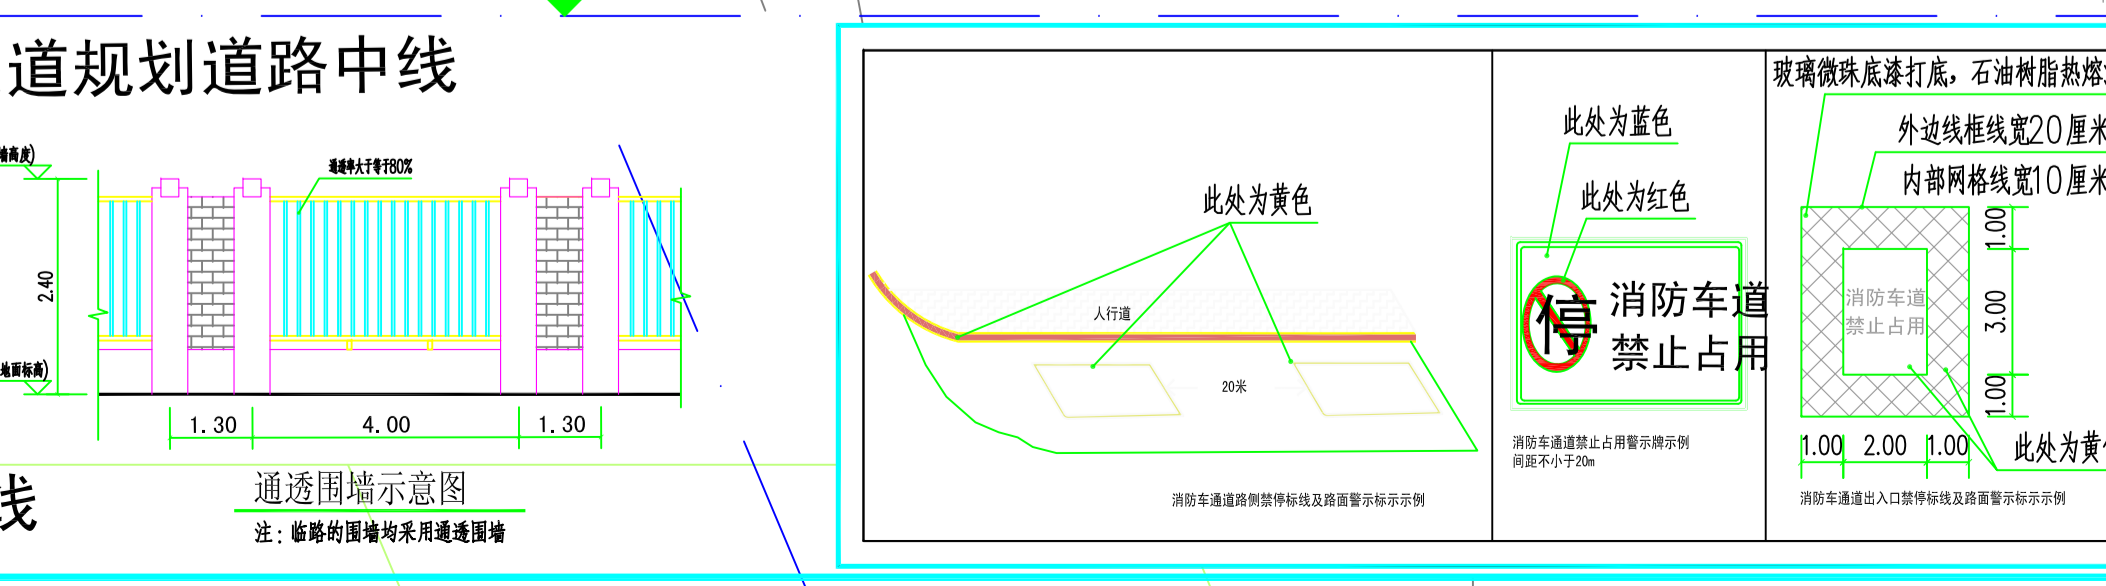 道规划道路中线
墙高度)
通透率大于等于80%
2.40
地面标高)
1.30
4.00
1.30
线
通透围墙示意图
注：临路的围墙均采用通透围墙
此处为黄色
人行道
20米
消防车通道路侧禁停标线及路面警示标示示例
此处为蓝色
此处为红色
停
消防车道
禁止占用
消防车通道禁止占用警示牌示例
间距不小于20m
玻璃微珠底漆打底，石油树脂热熔
外边线框线宽20厘米
内部网格线宽10厘米
消防车道
禁止占用
1.00
3.00
1.00
1.00
2.00
1.00
此处为黄
消防车通道出入口禁停标线及路面警示标示示例